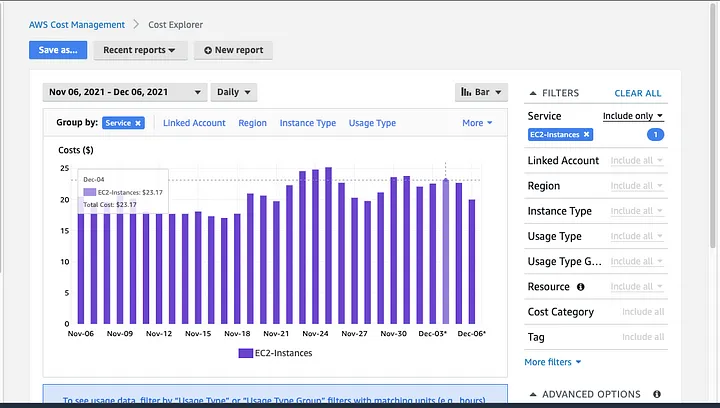 AWS Cost Management > Cost Explorer
Save as... Recent reports New report
Nov 06, 2021 - Dec 06, 2021 Daily Bar
Group by: Service × Linked Account Region Instance Type Usage Type More
Costs ($)
25
20
15
10
5
0
Dec-04
EC2-Instances: $23.17
Total Cost: $23.17
Nov-06 Nov-09 Nov-12 Nov-15 Nov-18 Nov-21 Nov-24 Nov-27 Nov-30 Dec-03* Dec-06*
EC2-Instances
To see usage data, filter by "Usage Type" or "Usage Type Group" filters with matching units (e.g., hours)
FILTERS CLEAR ALL
Service Include only
EC2-Instances × 1
Linked Account Include all
Region Include all
Instance Type Include all
Usage Type Include all
Usage Type G... Include all
Resource Include all
Cost Category Include all
Tag Include all
More filters
ADVANCED OPTIONS